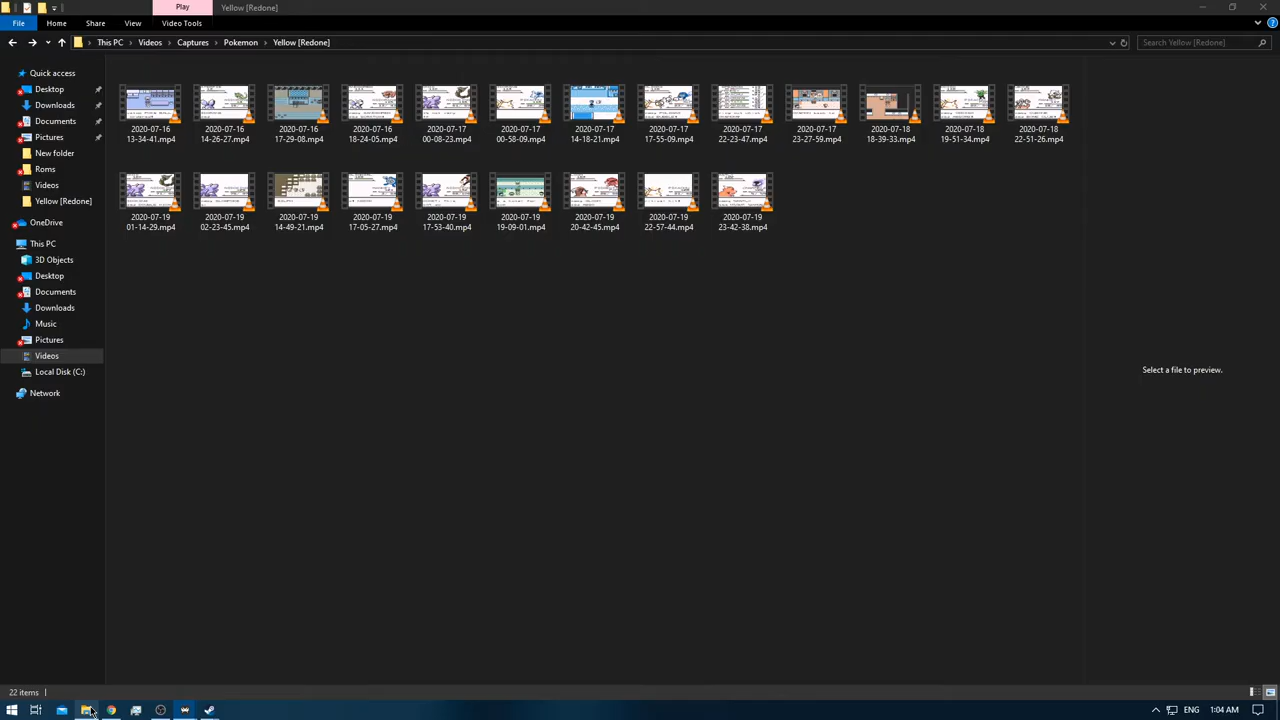 Play
Yellow [Redone]
File
Home
Share
View
Video Tools
This PC
Videos
Captures
Pokemon
Yellow [Redone]
Search Yellow [Redone]
Quick access
Desktop
Downloads
Documents
Pictures
New folder
Roms
Videos
Yellow [Redone]
OneDrive
This PC
3D Objects
Desktop
Documents
Downloads
Music
Pictures
Videos
Local Disk (C:)
Network
2020-07-16
13-34-41.mp4
2020-07-16
14-26-27.mp4
2020-07-16
17-29-08.mp4
2020-07-16
18-24-05.mp4
2020-07-17
00-08-23.mp4
2020-07-17
00-58-09.mp4
2020-07-17
14-18-21.mp4
2020-07-17
17-55-09.mp4
2020-07-17
22-23-47.mp4
2020-07-17
23-27-59.mp4
2020-07-18
18-39-33.mp4
2020-07-18
19-51-34.mp4
2020-07-18
22-51-26.mp4
2020-07-19
01-14-29.mp4
2020-07-19
02-23-45.mp4
2020-07-19
14-49-21.mp4
2020-07-19
17-05-27.mp4
2020-07-19
17-53-40.mp4
2020-07-19
19-09-01.mp4
2020-07-19
20-42-45.mp4
2020-07-19
22-57-44.mp4
2020-07-19
23-42-38.mp4
Select a file to preview.
22 items
ENG
1:04 AM